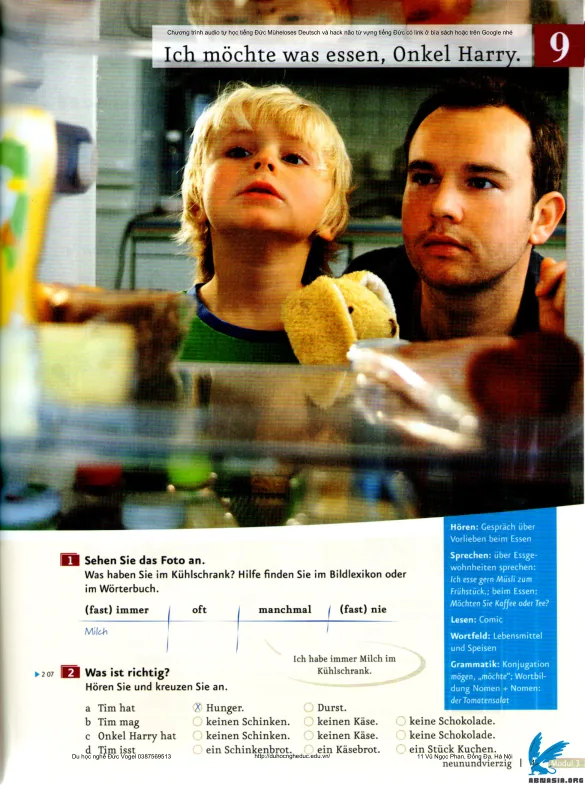 Chương trình audio tự học tiếng Đức Müheloses Deutsch và hack não từ vựng tiếng Đức có link ở bìa sách hoặc trên Google nhé
Ich möchte was essen, Onkel Harry.
9
1 Sehen Sie das Foto an.
Was haben Sie im Kühlschrank? Hilfe finden Sie im Bildlexikon oder
im Wörterbuch.
(fast) immer oft manchmal (fast) nie
Milch
Ich habe immer Milch im
Kühlschrank.
▶ 2 07 2 Was ist richtig?
Hören Sie und kreuzen Sie an.
a Tim hat ⊗ Hunger. ○ Durst.
b Tim mag ○ keinen Schinken. ○ keinen Käse. ○ keine Schokolade.
c Onkel Harry hat ○ keinen Schinken. ○ keinen Käse. ○ keine Schokolade.
d Tim isst ○ ein Schinkenbrot. ○ ein Käsebrot. ○ ein Stück Kuchen.
Hören: Gespräch über
Vorlieben beim Essen
Sprechen: über Essge-
wohnheiten sprechen:
Ich esse gern Müsli zum
Frühstück.; beim Essen:
Möchten Sie Kaffee oder Tee?
Lesen: Comic
Wortfeld: Lebensmittel
und Speisen
Grammatik: Konjugation
mögen, „möchte“; Wortbil-
dung Nomen + Nomen:
der Tomatensalat
Du học nghề Đức Vogel 0387569513 http://duhocngheduc.edu.vn/ 11 Vũ Ngọc Phan, Đống Đa, Hà Nội
neunundvierzig | Modul 3
ABNASIA.ORG